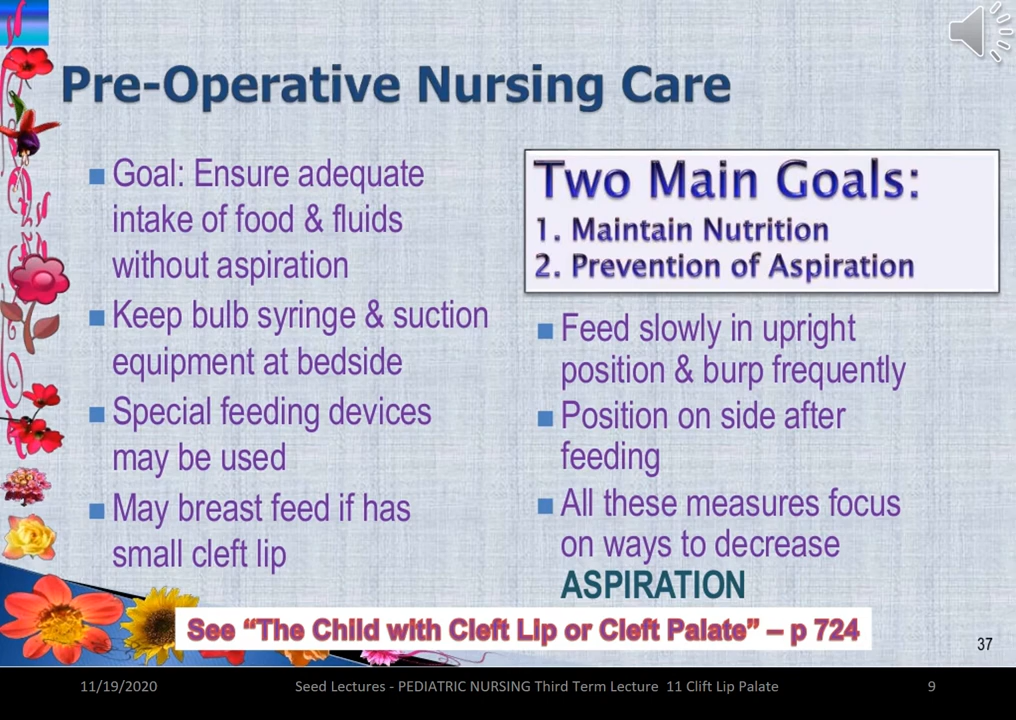 Pre-Operative Nursing Care
Goal: Ensure adequate
intake of food & fluids
without aspiration
Keep bulb syringe & suction
equipment at bedside
Special feeding devices
may be used
May breast feed if has
small cleft lip
Two Main Goals:
1. Maintain Nutrition
2. Prevention of Aspiration
Feed slowly in upright
position & burp frequently
Position on side after
feeding
All these measures focus
on ways to decrease
ASPIRATION
See “The Child with Cleft Lip or Cleft Palate” – p 724
37
11/19/2020
Seed Lectures - PEDIATRIC NURSING Third Term Lecture 11 Clift Lip Palate
9